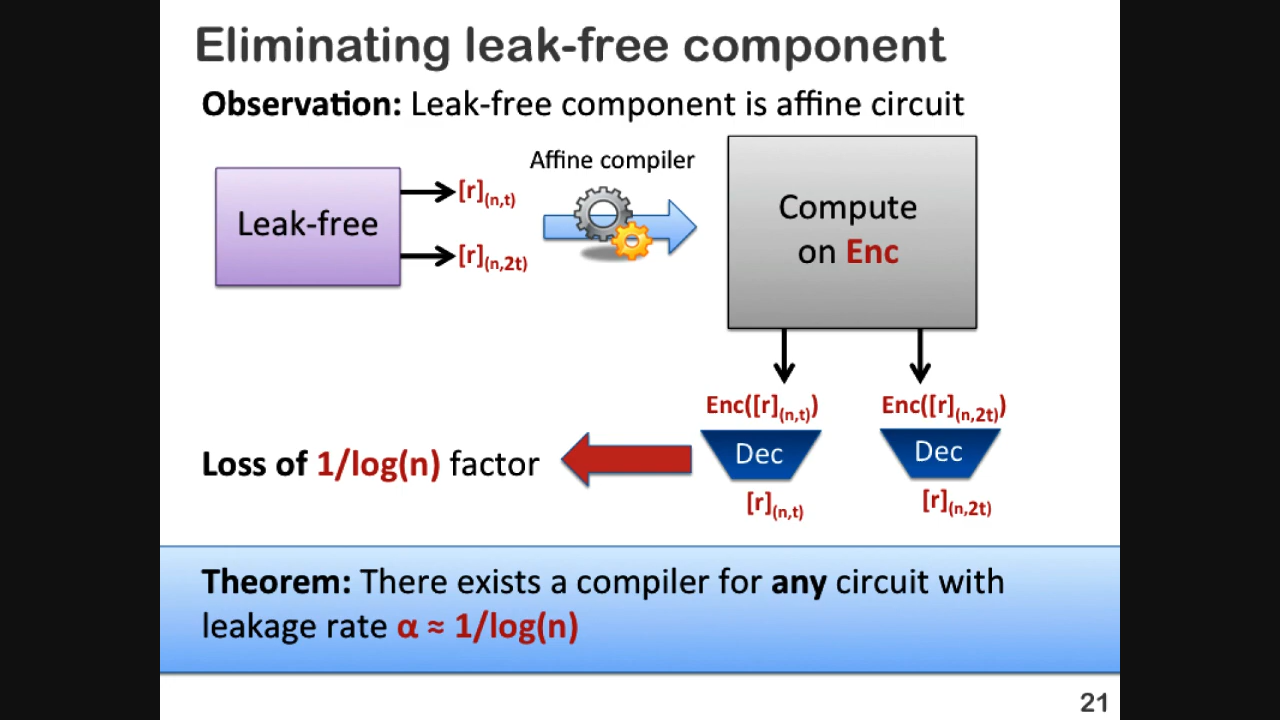 Eliminating leak-free component
Observation: Leak-free component is affine circuit
Affine compiler
Leak-free
[r](n,t)
[r](n,2t)
Compute
on Enc
Enc([r](n,t))
Enc([r](n,2t))
Dec
Dec
Loss of 1/log(n) factor
[r](n,t)
[r](n,2t)
Theorem: There exists a compiler for any circuit with
leakage rate α ≈ 1/log(n)
21